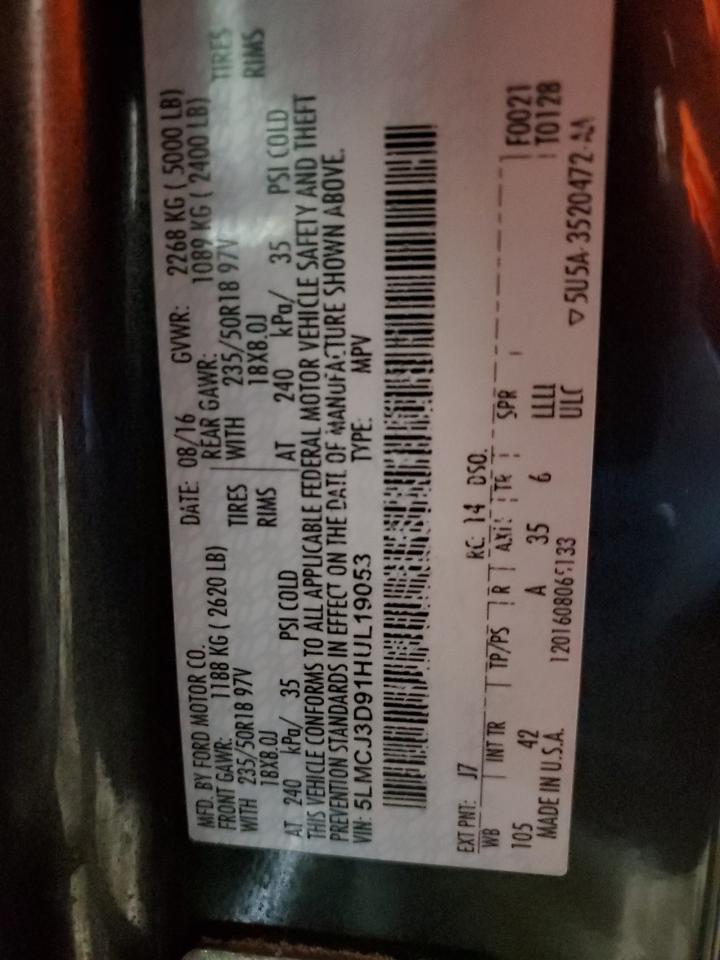 MFD. BY FORD MOTOR CO. DATE: 08/16 GVWR: 2268 KG ( 5000 LB)
FRONT GAWR: 1188 KG ( 2620 LB) REAR GAWR: 1089 KG ( 2400 LB)
WITH 235/50R18 97V TIRES WITH 235/50R18 97V TIRES
18X8.0J RIMS 18X8.0J RIMS
AT 240 kPa/ 35 PSI COLD AT 240 kPa/ 35 PSI COLD
THIS VEHICLE CONFORMS TO ALL APPLICABLE FEDERAL MOTOR VEHICLE SAFETY AND THEFT
PREVENTION STANDARDS IN EFFECT ON THE DATE OF MANUFACTURE SHOWN ABOVE.
VIN: 5LMCJ3D91HUL19053 TYPE: MPV
EXT PNT: J7 RC: 14 DSO:
WB INT TR TP/PS R AXLE TR SPR F0021
105 42 A 35 6 LLLL T0128
MADE IN U.S.A. ULC ▽5U5A-3520472-AA